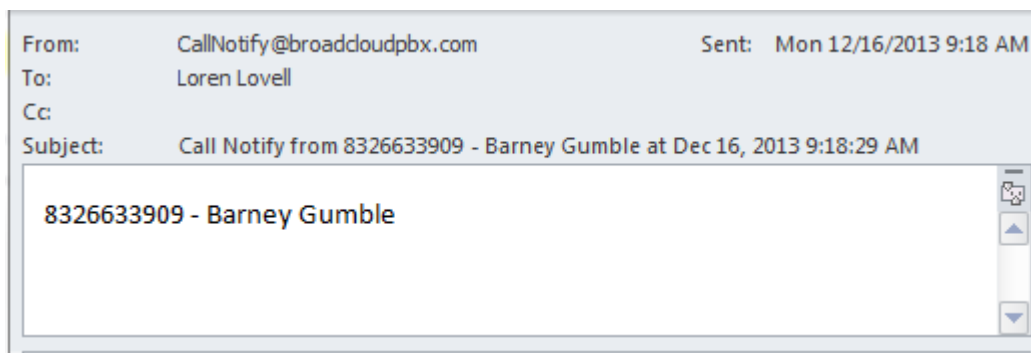 From: CallNotify@broadcloudpbx.com Sent: Mon 12/16/2013 9:18 AM
To: Loren Lovell
Cc:
Subject: Call Notify from 8326633909 - Barney Gumble at Dec 16, 2013 9:18:29 AM
8326633909 - Barney Gumble